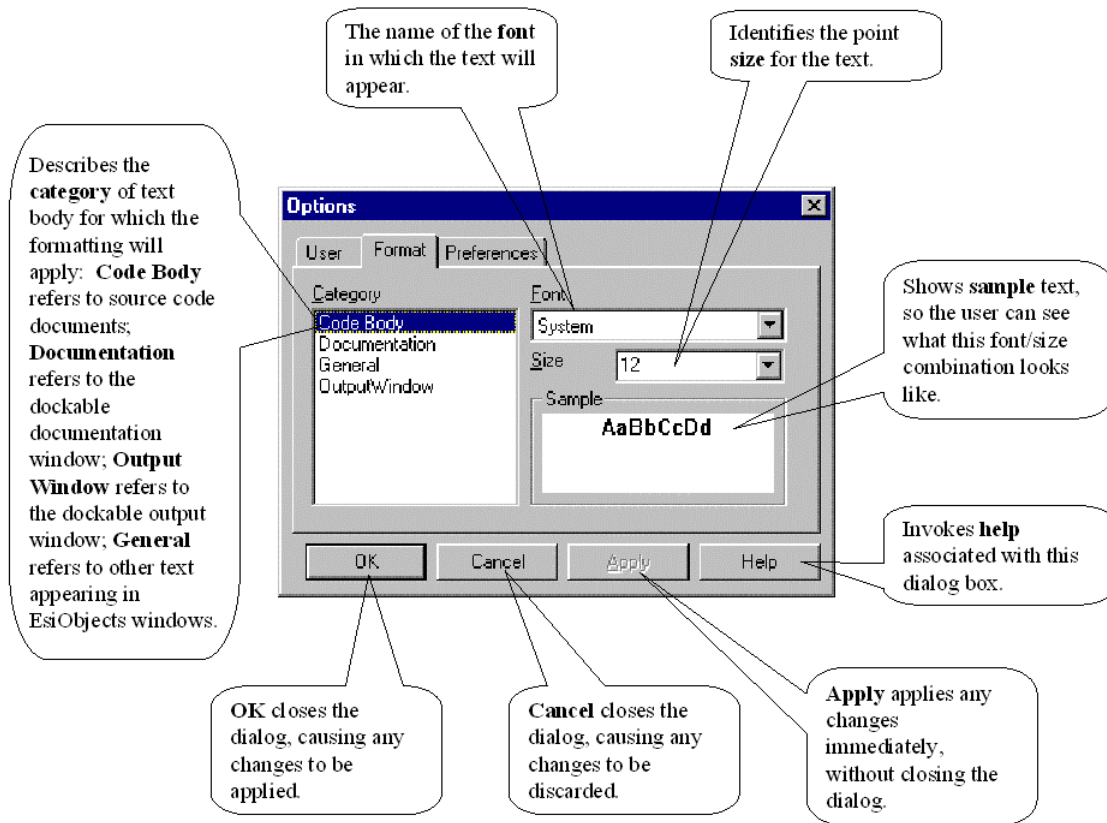 The name of the font
in which the text will
appear.
Identifies the point
size for the text.
Describes the
category of text
body for which the
formatting will
apply:  Code Body
refers to source code
documents;
Documentation
refers to the
dockable
documentation
window; Output
Window refers to
the dockable output
window; General
refers to other text
appearing in
EsiObjects windows.
Options
User
Format
Preferences
Category
Code Body
Documentation
General
OutputWindow
Font
System
Size
12
Sample
AaBbCcDd
OK
Cancel
Apply
Help
Shows sample text,
so the user can see
what this font/size
combination looks
like.
Invokes help
associated with this
dialog box.
OK closes the
dialog, causing any
changes to be
applied.
Cancel closes the
dialog, causing any
changes to be
discarded.
Apply applies any
changes
immediately,
without closing the
dialog.